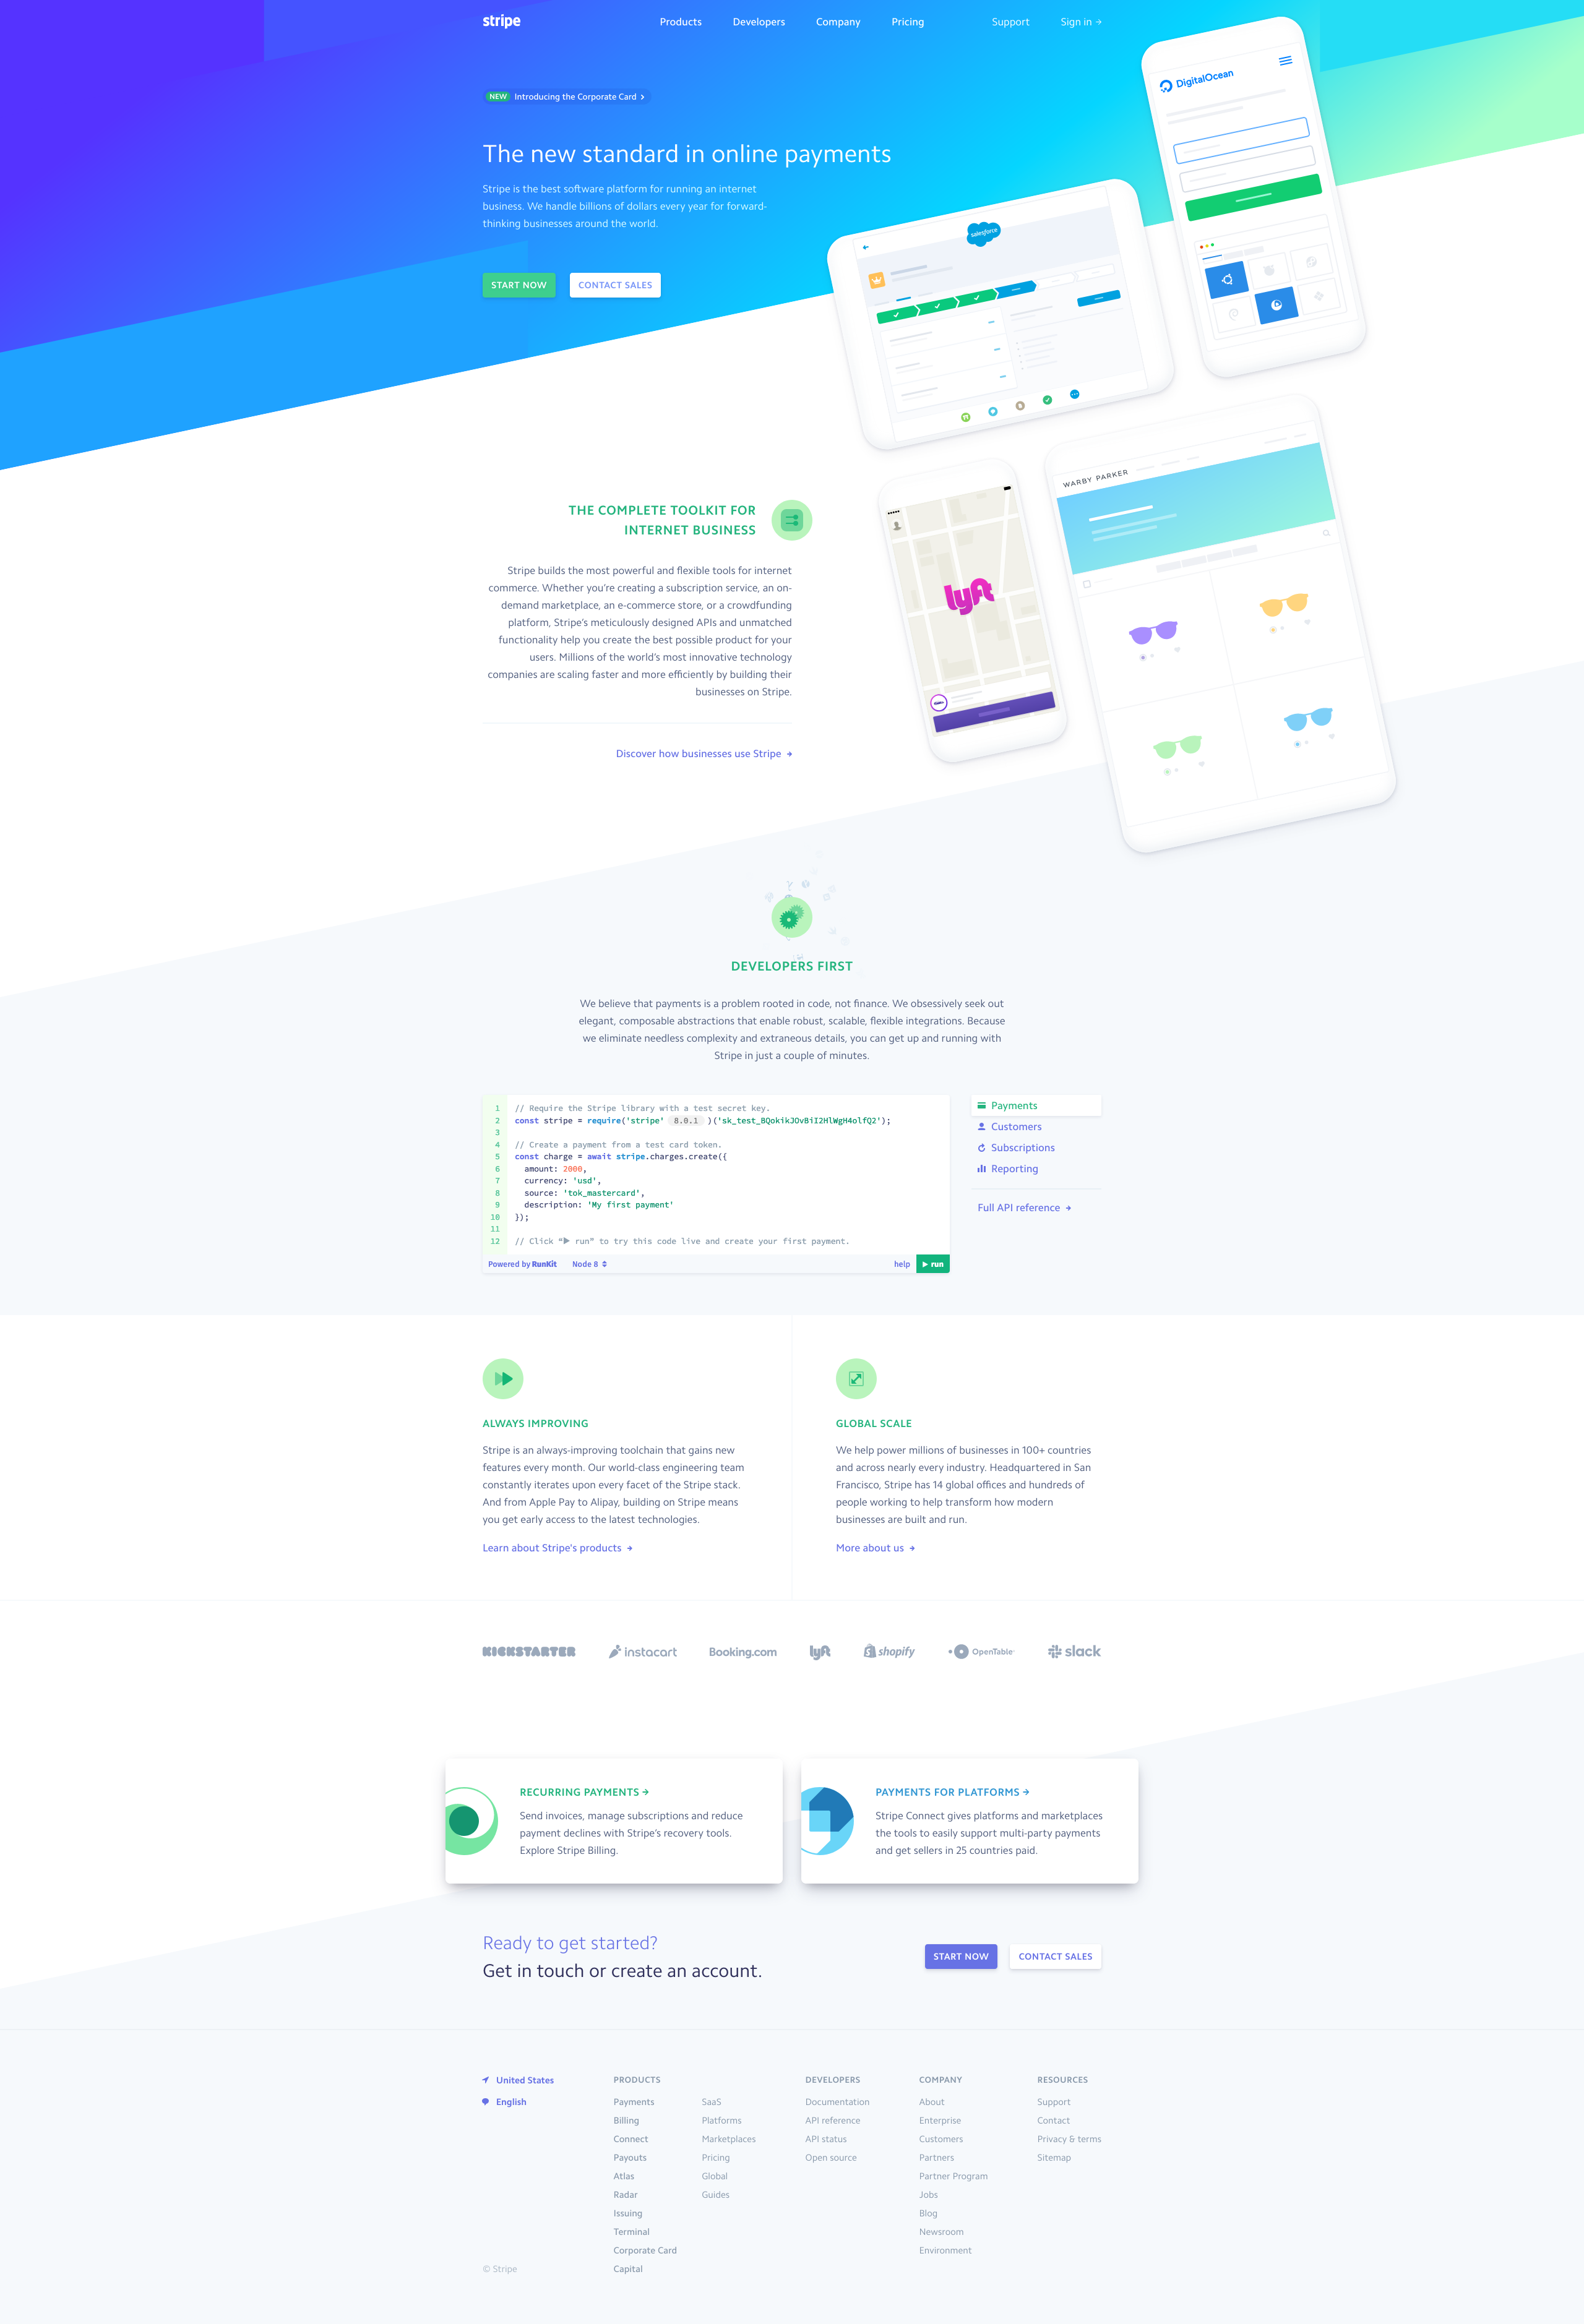 stripe
Products Developers Company Pricing Support Sign in →
NEW Introducing the Corporate Card ›
The new standard in online payments
Stripe is the best software platform for running an internet
business. We handle billions of dollars every year for forward-
thinking businesses around the world.
START NOW CONTACT SALES
DigitalOcean
salesforce
WARBY PARKER
lyft
THE COMPLETE TOOLKIT FOR
INTERNET BUSINESS
Stripe builds the most powerful and flexible tools for internet
commerce. Whether you’re creating a subscription service, an on-
demand marketplace, an e-commerce store, or a crowdfunding
platform, Stripe’s meticulously designed APIs and unmatched
functionality help you create the best possible product for your
users. Millions of the world’s most innovative technology
companies are scaling faster and more efficiently by building their
businesses on Stripe.
Discover how businesses use Stripe →
DEVELOPERS FIRST
We believe that payments is a problem rooted in code, not finance. We obsessively seek out
elegant, composable abstractions that enable robust, scalable, flexible integrations. Because
we eliminate needless complexity and extraneous details, you can get up and running with
Stripe in just a couple of minutes.
1 // Require the Stripe library with a test secret key.
2 const stripe = require('stripe' 8.0.1 )('sk_test_BQokikJOvBiI2HlWgH4olfQ2');
3
4 // Create a payment from a test card token.
5 const charge = await stripe.charges.create({
6 amount: 2000,
7 currency: 'usd',
8 source: 'tok_mastercard',
9 description: 'My first payment'
10 });
11
12 // Click “▶ run” to try this code live and create your first payment.
Powered by RunKit Node 8 help ▶ run
Payments
Customers
Subscriptions
Reporting
Full API reference →
ALWAYS IMPROVING
Stripe is an always-improving toolchain that gains new
features every month. Our world-class engineering team
constantly iterates upon every facet of the Stripe stack.
And from Apple Pay to Alipay, building on Stripe means
you get early access to the latest technologies.
Learn about Stripe's products →
GLOBAL SCALE
We help power millions of businesses in 100+ countries
and across nearly every industry. Headquartered in San
Francisco, Stripe has 14 global offices and hundreds of
people working to help transform how modern
businesses are built and run.
More about us →
KICKSTARTER instacart Booking.com lyft shopify OpenTable slack
RECURRING PAYMENTS →
Send invoices, manage subscriptions and reduce
payment declines with Stripe’s recovery tools.
Explore Stripe Billing.
PAYMENTS FOR PLATFORMS →
Stripe Connect gives platforms and marketplaces
the tools to easily support multi-party payments
and get sellers in 25 countries paid.
Ready to get started?
Get in touch or create an account.
START NOW CONTACT SALES
United States
English
© Stripe
PRODUCTS
Payments
Billing
Connect
Payouts
Atlas
Radar
Issuing
Terminal
Corporate Card
Capital
SaaS
Platforms
Marketplaces
Pricing
Global
Guides
DEVELOPERS
Documentation
API reference
API status
Open source
COMPANY
About
Enterprise
Customers
Partners
Partner Program
Jobs
Blog
Newsroom
Environment
RESOURCES
Support
Contact
Privacy & terms
Sitemap